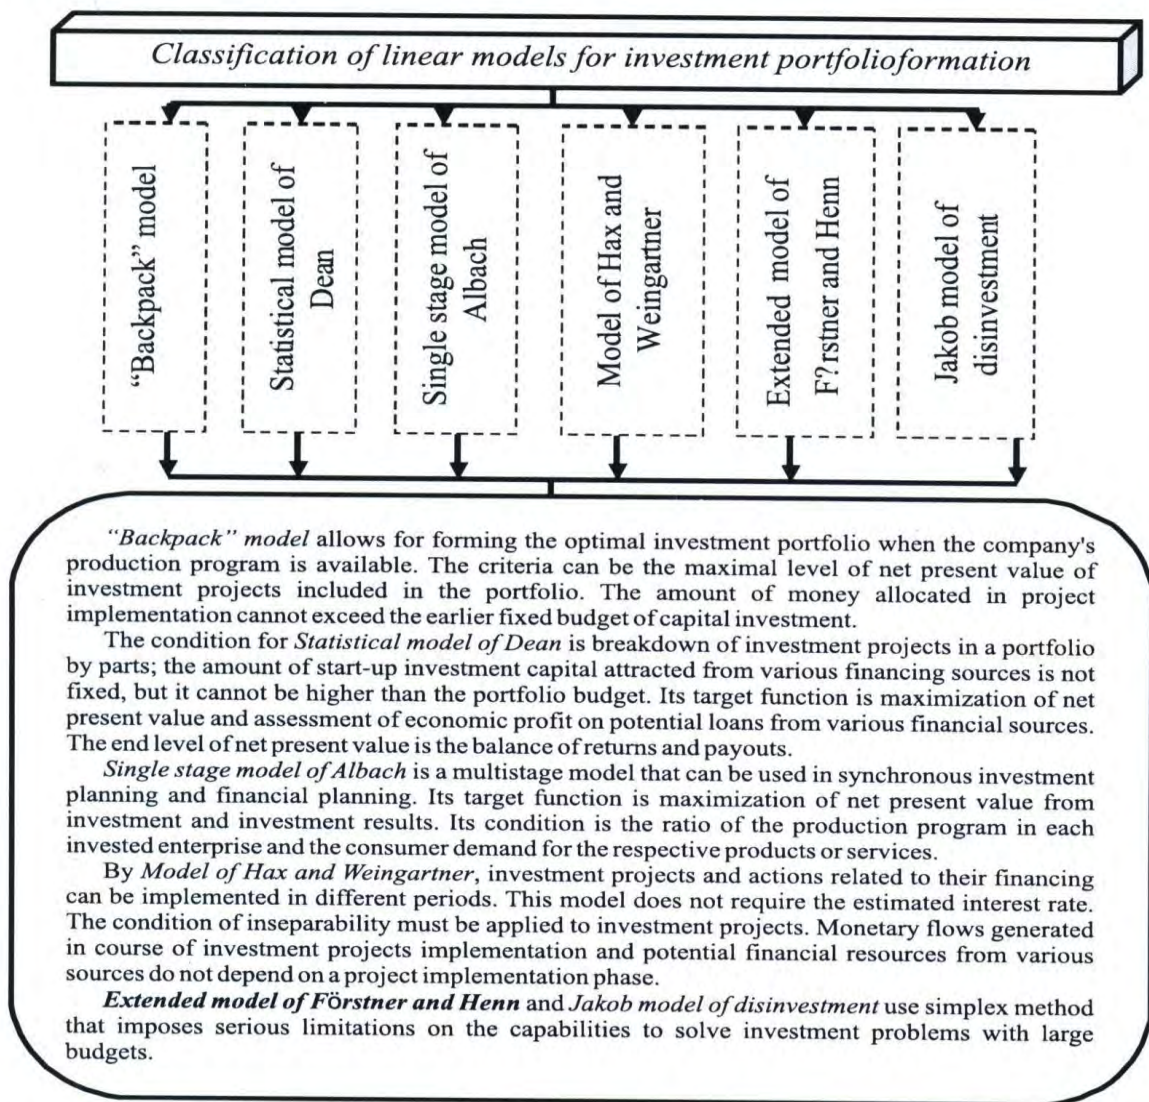 Classification of linear models for investment portfolioformation
“Backpack” model
Statistical model of
Dean
Single stage model of
Albach
Model of Hax and
Weingartner
Extended model of
F?rstner and Henn
Jakob model of
disinvestment
“Backpack” model allows for forming the optimal investment portfolio when the company's
production program is available. The criteria can be the maximal level of net present value of
investment projects included in the portfolio. The amount of money allocated in project
implementation cannot exceed the earlier fixed budget of capital investment.
The condition for Statistical model of Dean is breakdown of investment projects in a portfolio
by parts; the amount of start-up investment capital attracted from various financing sources is not
fixed, but it cannot be higher than the portfolio budget. Its target function is maximization of net
present value and assessment of economic profit on potential loans from various financial sources.
The end level of net present value is the balance of returns and payouts.
Single stage model of Albach is a multistage model that can be used in synchronous investment
planning and financial planning. Its target function is maximization of net present value from
investment and investment results. Its condition is the ratio of the production program in each
invested enterprise and the consumer demand for the respective products or services.
By Model of Hax and Weingartner, investment projects and actions related to their financing
can be implemented in different periods. This model does not require the estimated interest rate.
The condition of inseparability must be applied to investment projects. Monetary flows generated
in course of investment projects implementation and potential financial resources from various
sources do not depend on a project implementation phase.
Extended model of Förstner and Henn and Jakob model of disinvestment use simplex method
that imposes serious limitations on the capabilities to solve investment problems with large
budgets.